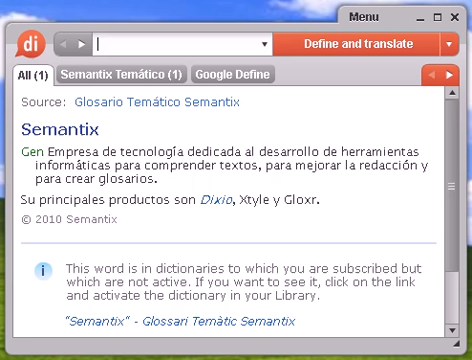 Menu
di
Define and translate
All (1) Semantix Temático (1) Google Define
Source: Glosario Temático Semantix
Semantix
Gen Empresa de tecnología dedicada al desarrollo de herramientas
informáticas para comprender textos, para mejorar la redacción y
para crear glosarios.
Su principales productos son Dixio, Xtyle y Gloxr.
© 2010 Semantix
i
This word is in dictionaries to which you are subscribed but
which are not active. If you want to see it, click on the link
and activate the dictionary in your Library.
"Semantix" - Glossari Temàtic Semantix